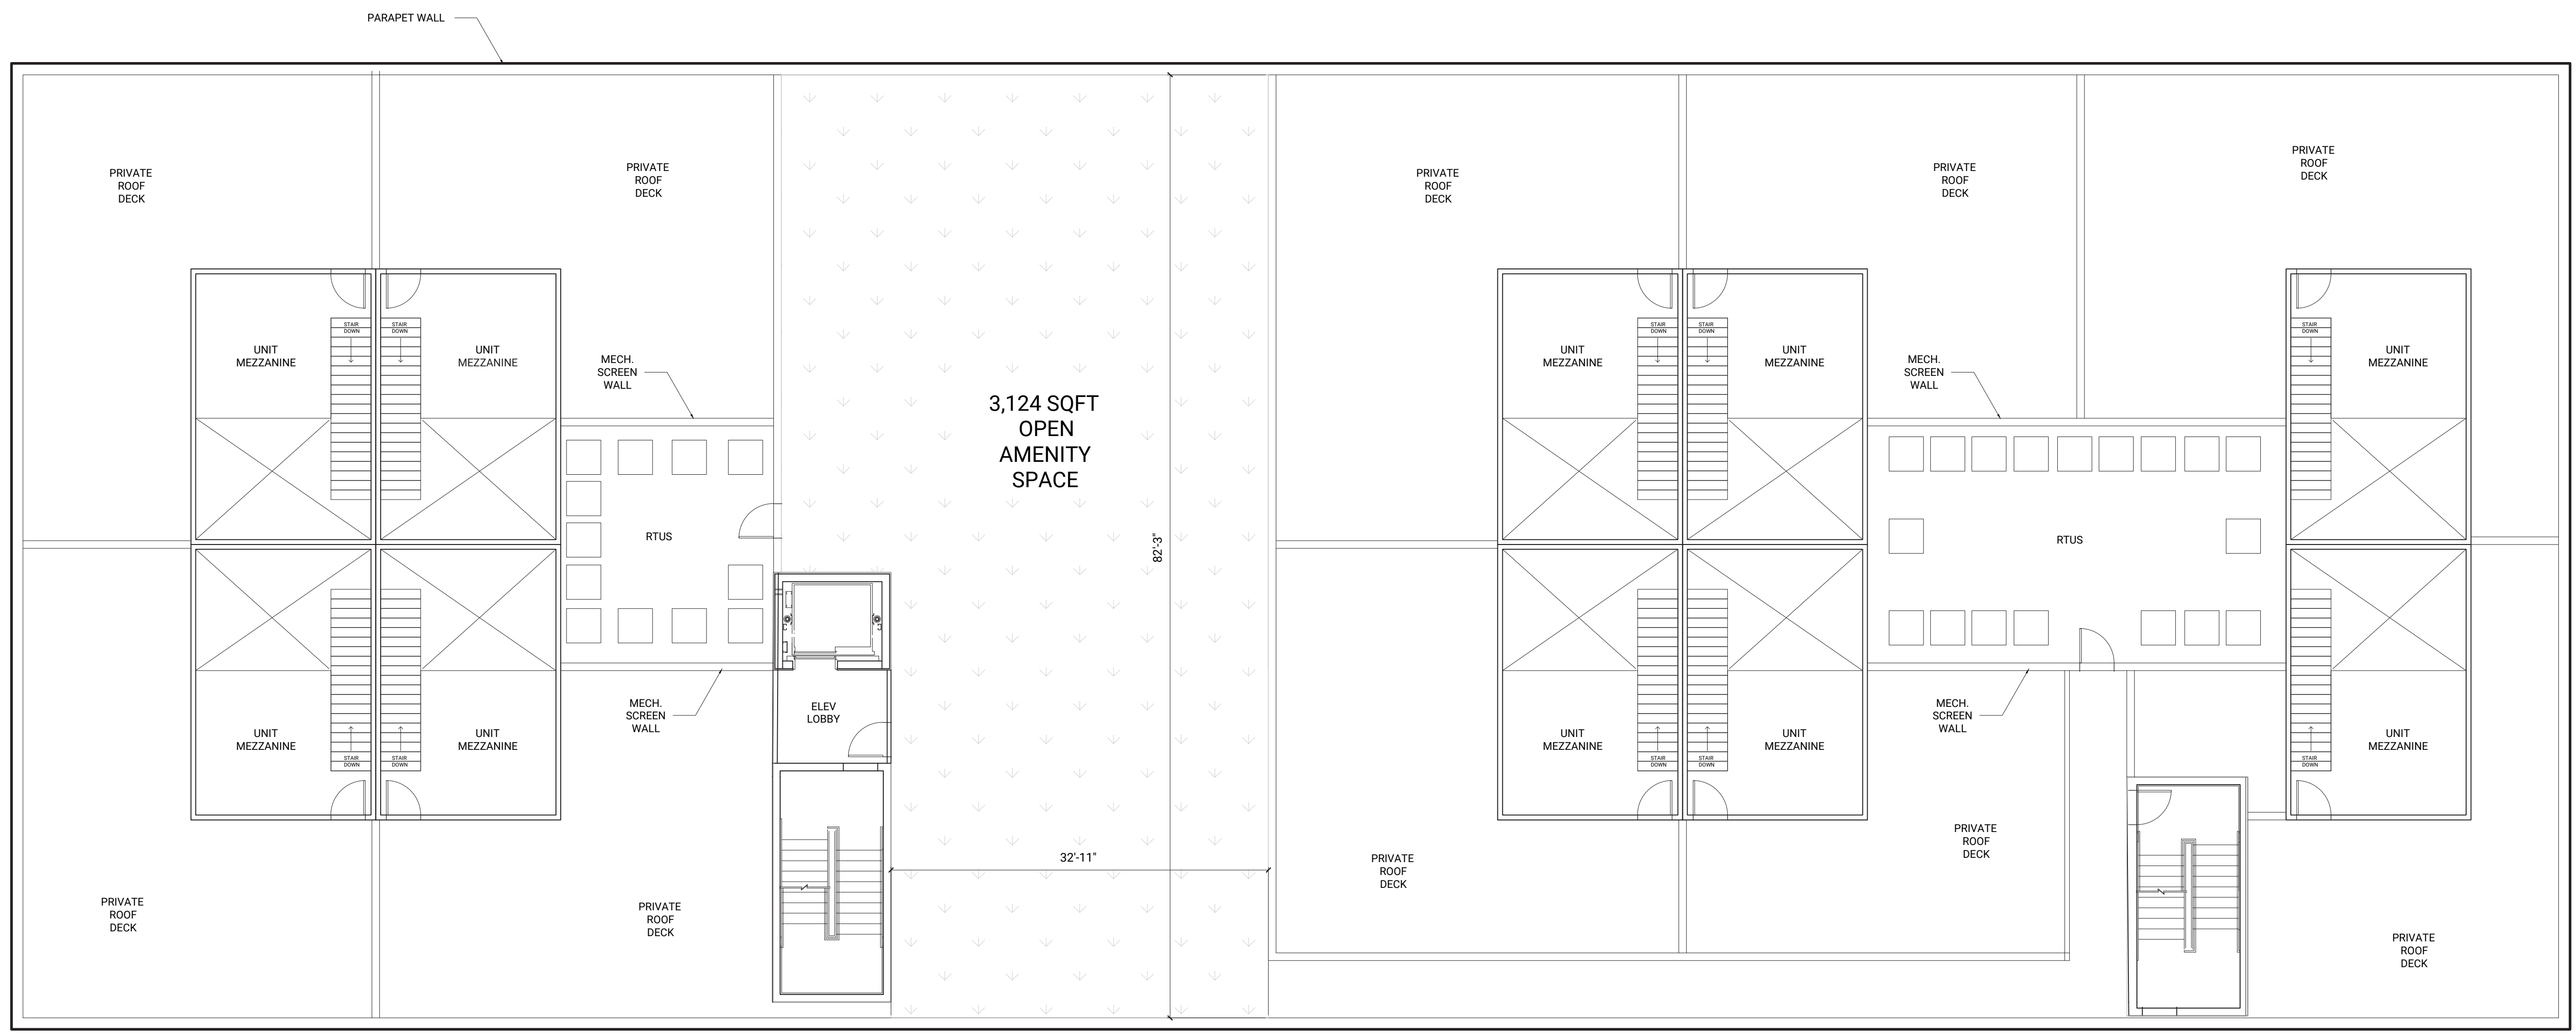 PARAPET WALL
PRIVATE
ROOF
DECK
PRIVATE
ROOF
DECK
PRIVATE
ROOF
DECK
PRIVATE
ROOF
DECK
PRIVATE
ROOF
DECK
STAIR
DOWN
STAIR
DOWN
STAIR
DOWN
STAIR
DOWN
STAIR
DOWN
UNIT
MEZZANINE
UNIT
MEZZANINE
MECH.
SCREEN
WALL
UNIT
MEZZANINE
UNIT
MEZZANINE
MECH.
SCREEN
WALL
UNIT
MEZZANINE
3,124 SQFT
OPEN
AMENITY
SPACE
RTUS
82'-3"
RTUS
ELEV
LOBBY
MECH.
SCREEN
WALL
MECH.
SCREEN
WALL
UNIT
MEZZANINE
UNIT
MEZZANINE
UNIT
MEZZANINE
UNIT
MEZZANINE
UNIT
MEZZANINE
STAIR
DOWN
STAIR
DOWN
STAIR
DOWN
STAIR
DOWN
STAIR
DOWN
32'-11"
PRIVATE
ROOF
DECK
PRIVATE
ROOF
DECK
PRIVATE
ROOF
DECK
PRIVATE
ROOF
DECK
PRIVATE
ROOF
DECK